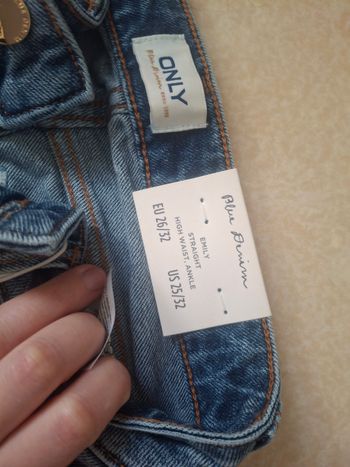 ONLY
Blue Denim
EMILY
STRAIGHT
HIGH WAIST, ANKLE
EU 26/32
US 25/32